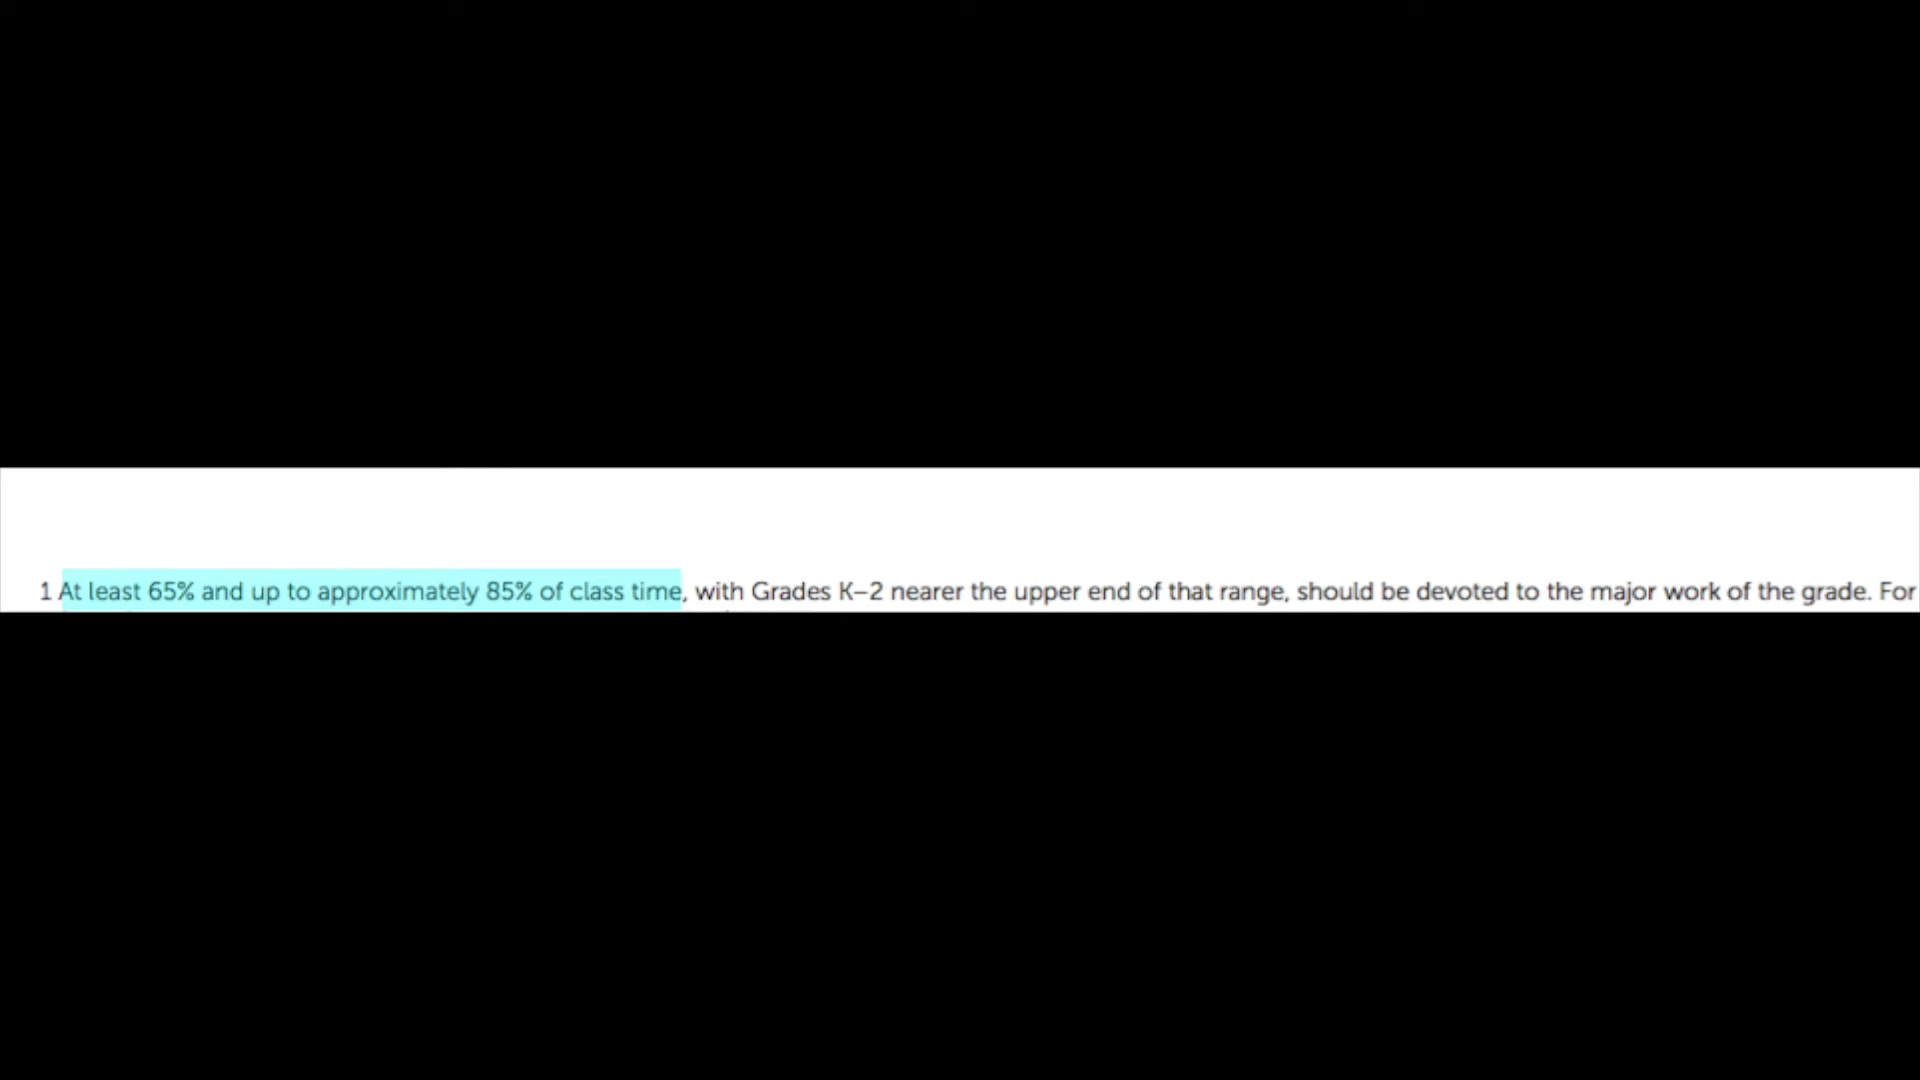 1 At least 65% and up to approximately 85% of class time, with Grades K–2 nearer the upper end of that range, should be devoted to the major work of the grade. For